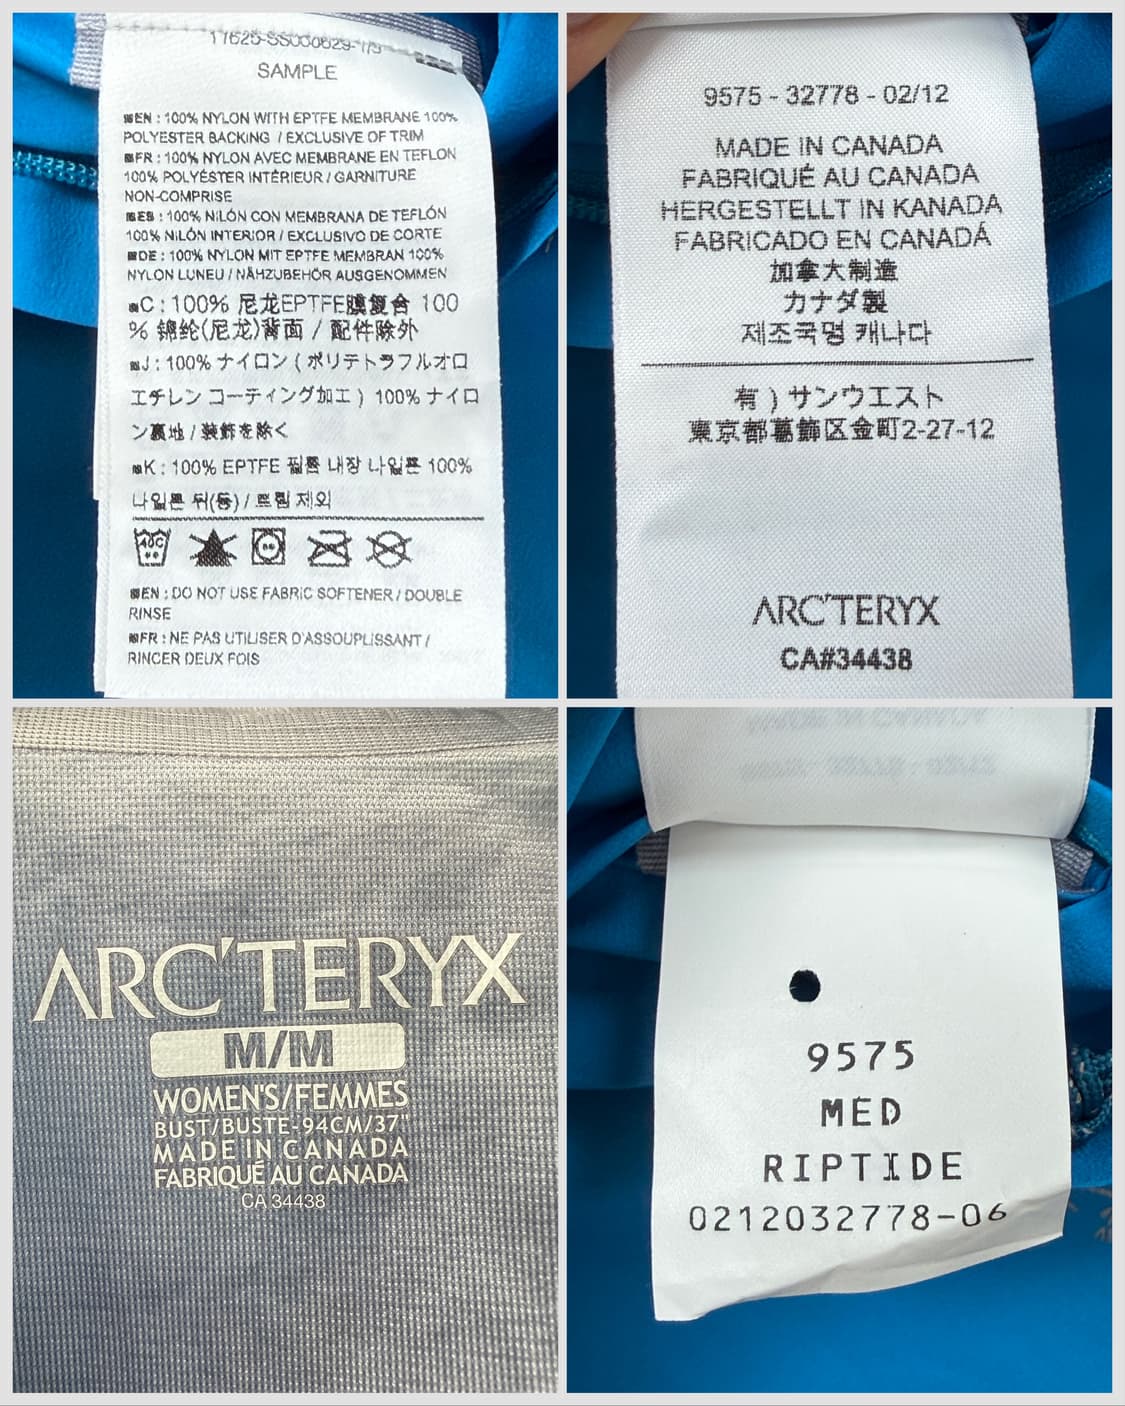 SAMPLE
EN : 100% NYLON WITH EPTFE MEMBRANE 100%
POLYESTER BACKING / EXCLUSIVE OF TRIM
FR : 100% NYLON AVEC MEMBRANE EN TEFLON
100% POLYÉSTER INTÉRIEUR / GARNITURE
NON-COMPRISE
ES : 100% NILÓN CON MEMBRANA DE TEFLÓN
100% NILÓN INTERIOR / EXCLUSIVO DE CORTE
DE : 100% NYLON MIT EPTFE MEMBRAN 100%
NYLON LUNEU / NÄHZUBEHÖR AUSGENOMMEN
C : 100% 尼龙EPTFE膜复合 100
% 锦纶(尼龙)背面 / 配件除外
J : 100% ナイロン ( ポリテトラフルオロ
エチレン コーティング加工 ) 100% ナイロ
ン裏地 / 装飾を除く
K : 100% EPTFE 필름 내장 나일론 100%
나일론 뒤(등) / 트림 제외
40C
EN : DO NOT USE FABRIC SOFTENER / DOUBLE
RINSE
FR : NE PAS UTILISER D'ASSOUPLISSANT /
RINCER DEUX FOIS
9575 - 32778 - 02/12
MADE IN CANADA
FABRIQUÉ AU CANADA
HERGESTELLT IN KANADA
FABRICADO EN CANADÁ
加拿大制造
カナダ製
제조국명 캐나다
有 ) サンウエスト
東京都葛飾区金町2-27-12
ARC'TERYX
CA#34438
ARC'TERYX
M/M
WOMEN'S/FEMMES
BUST/BUSTE-94CM/37"
MADE IN CANADA
FABRIQUÉ AU CANADA
CA 34438
9575
MED
RIPTIDE
0212032778-06